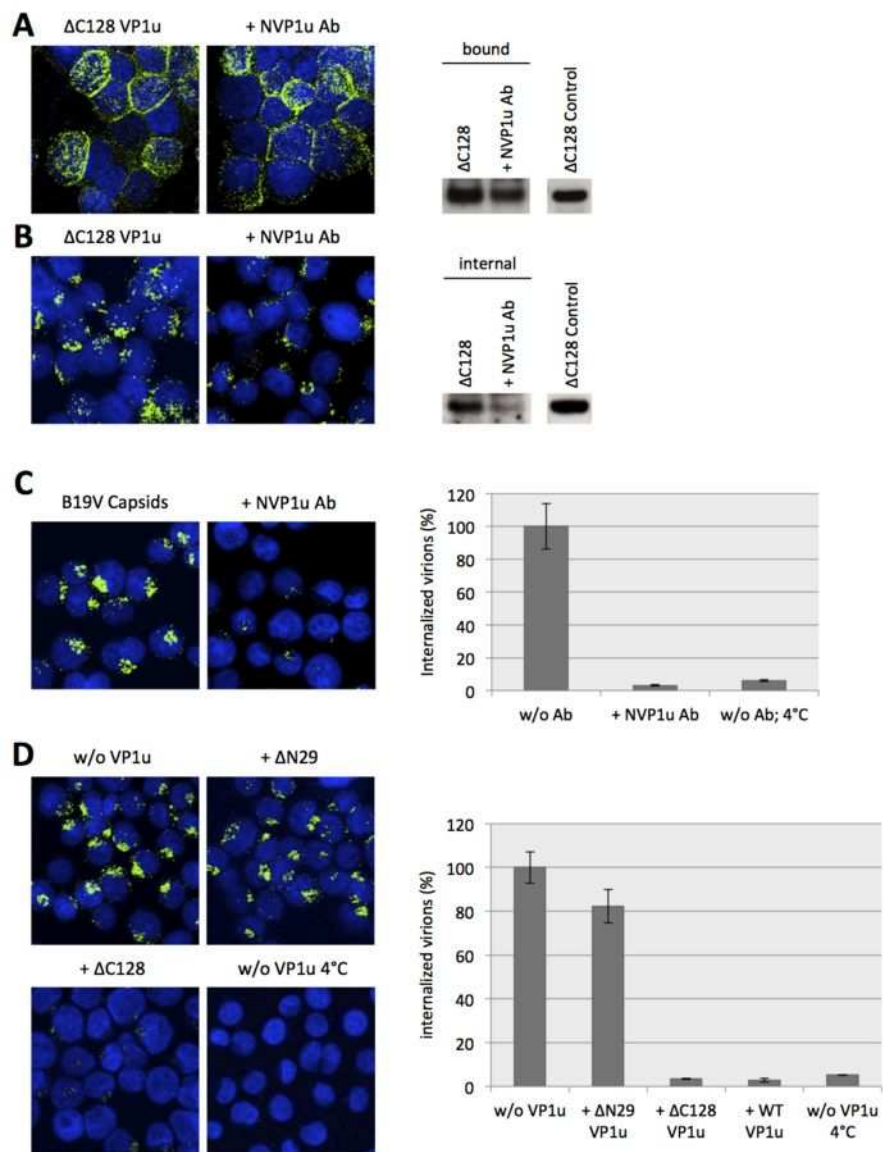 A
ΔC128 VP1u
+ NVP1u Ab
bound
ΔC128
+ NVP1u Ab
ΔC128 Control
B
ΔC128 VP1u
+ NVP1u Ab
internal
ΔC128
+ NVP1u Ab
ΔC128 Control
C
B19V Capsids
+ NVP1u Ab
Internalized virions (%)
120
100
80
60
40
20
0
w/o Ab
+ NVP1u Ab
w/o Ab; 4°C
D
w/o VP1u
+ ΔN29
+ ΔC128
w/o VP1u 4°C
internalized virions (%)
120
100
80
60
40
20
0
w/o VP1u
+ ΔN29
VP1u
+ ΔC128
VP1u
+ WT
VP1u
w/o VP1u
4°C